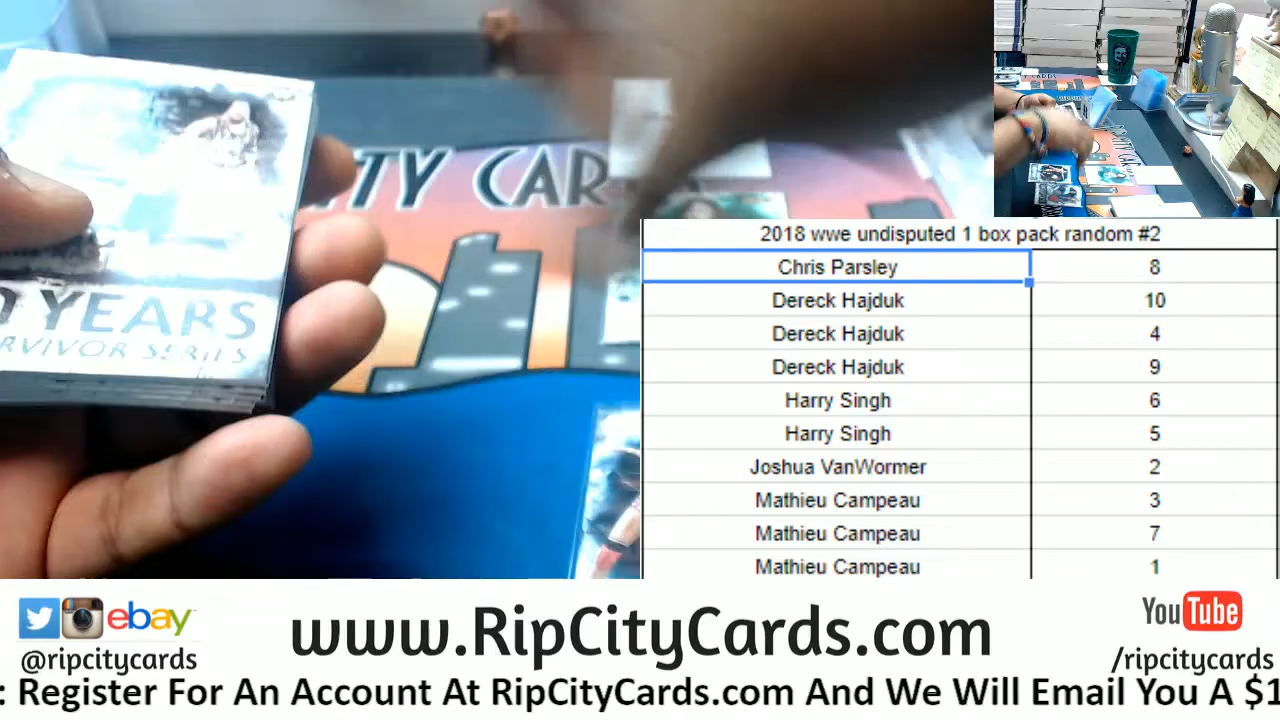 YEARS
SERIES
TY CAR
2018 wwe undisputed 1 box pack random #2
Chris Parsley 8
Dereck Hajduk 10
Dereck Hajduk 4
Dereck Hajduk 9
Harry Singh 6
Harry Singh 5
Joshua VanWormer 2
Mathieu Campeau 3
Mathieu Campeau 7
Mathieu Campeau 1
ebay
@ripcitycards
www.RipCityCards.com
YouTube
/ripcitycards
: Register For An Account At RipCityCards.com And We Will Email You A $1